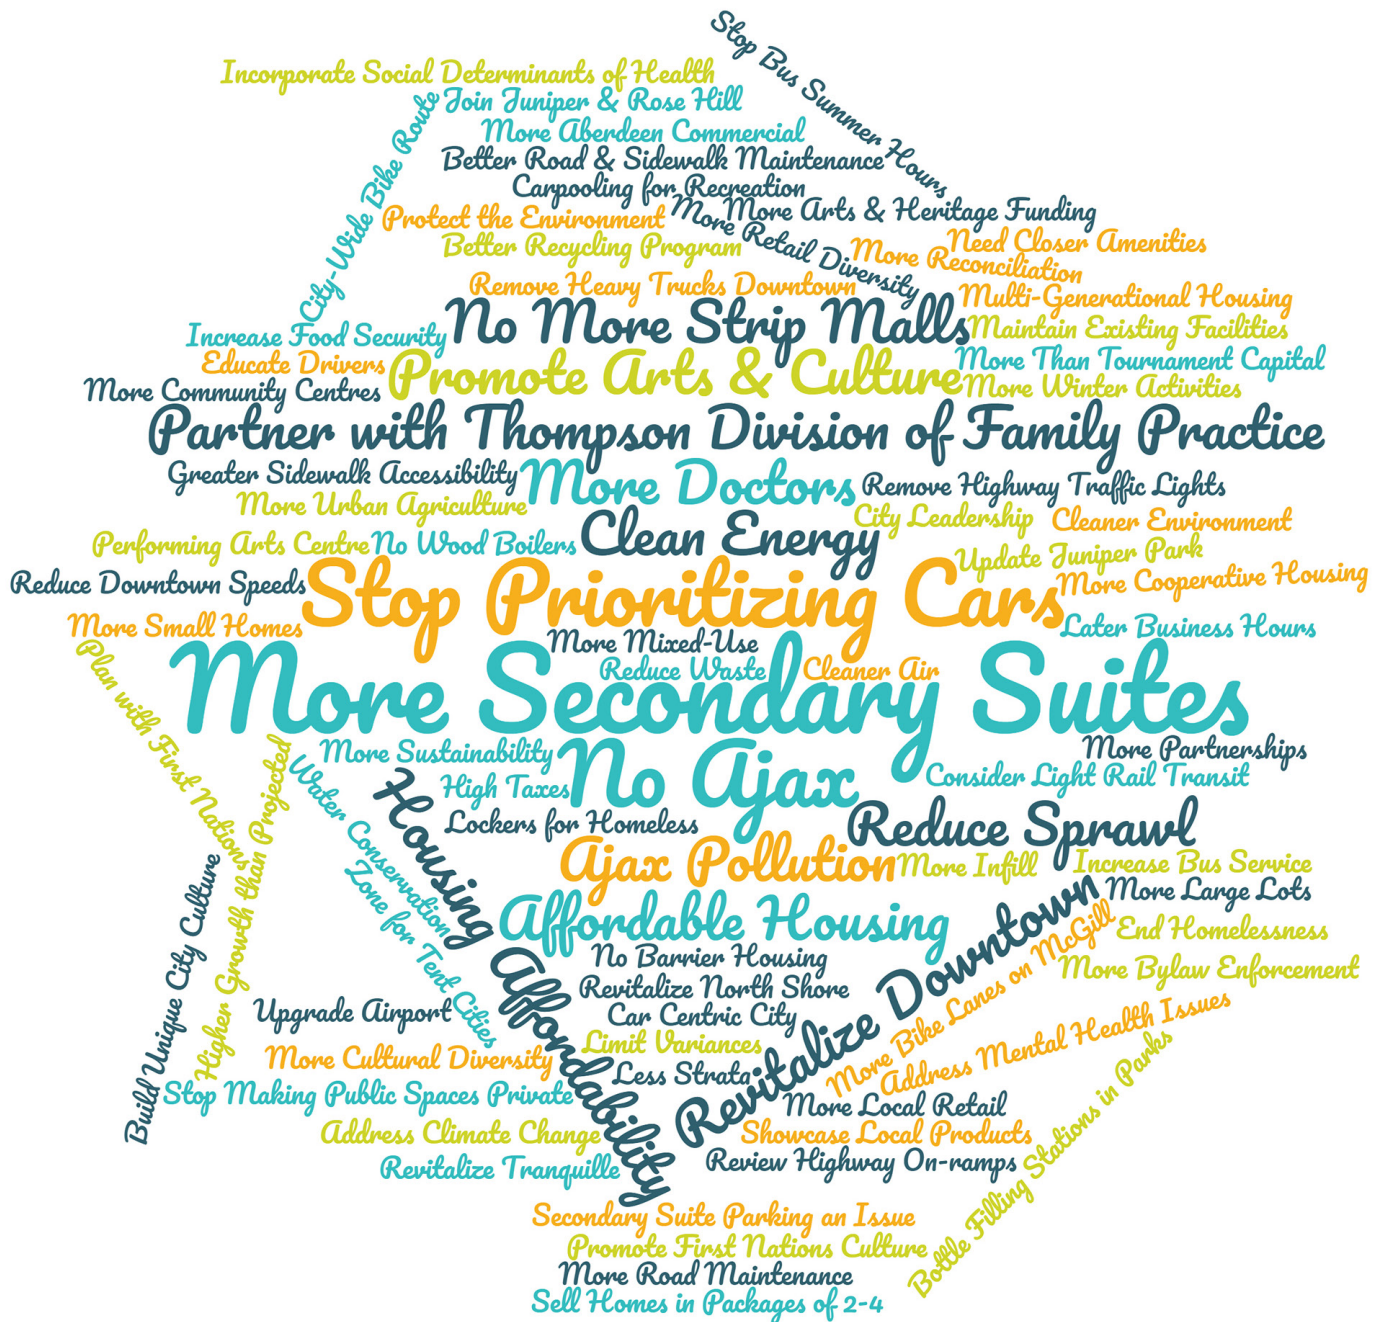 Stop Bus Summer Hours
Incorporate Social Determinants of Health
City-Wide Bike Route
Join Juniper & Rose Hill
More Aberdeen Commercial
Better Road & Sidewalk Maintenance
Carpooling for Recreation
More Arts & Heritage Funding
Protect the Environment
More Retail Diversity
Need Closer Amenities
Better Recycling Program
More Reconciliation
Remove Heavy Trucks Downtown
Multi-Generational Housing
No More Strip Malls
Maintain Existing Facilities
Increase Food Security
Educate Drivers
More Than Tournament Capital
Promote Arts & Culture
More Community Centres
More Winter Activities
Partner with Thompson Division of Family Practice
Greater Sidewalk Accessibility
More Doctors
Remove Highway Traffic Lights
More Urban Agriculture
City Leadership
Cleaner Environment
Clean Energy
Performing Arts Centre
No Wood Boilers
Update Juniper Park
Reduce Downtown Speeds
Stop Prioritizing Cars
More Cooperative Housing
More Small Homes
Later Business Hours
More Mixed-Use
Reduce Waste
Cleaner Air
More Secondary Suites
Plan with First Nations
More Sustainability
More Partnerships
No Ajax
High Taxes
Consider Light Rail Transit
Water Conservation
Housing Affordability
Higher Growth than Projected
Lockers for Homeless
Reduce Sprawl
Ajax Pollution
More Infill
Increase Bus Service
Zone for Tent Cities
More Large Lots
Build Unique City Culture
Affordable Housing
Revitalize Downtown
More Bike Lanes on McGill
End Homelessness
No Barrier Housing
More Bylaw Enforcement
Revitalize North Shore
Upgrade Airport
Car Centric City
Address Mental Health Issues
Limit Variances
More Cultural Diversity
Less Strata
Stop Making Public Spaces Private
More Local Retail
Bottle Filling Stations in Parks
Address Climate Change
Showcase Local Products
Revitalize Tranquille
Review Highway On-ramps
Secondary Suite Parking an Issue
Promote First Nations Culture
More Road Maintenance
Sell Homes in Packages of 2-4